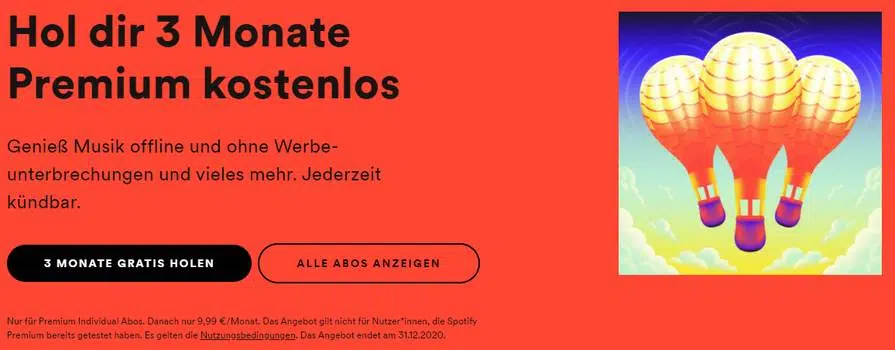 Hol dir 3 Monate
Premium kostenlos
Genieß Musik offline und ohne Werbe-
unterbrechungen und vieles mehr. Jederzeit
kündbar.
3 MONATE GRATIS HOLEN
ALLE ABOS ANZEIGEN
Nur für Premium Individual Abos. Danach nur 9,99 €/Monat. Das Angebot gilt nicht für Nutzer*innen, die Spotify
Premium bereits getestet haben. Es gelten die Nutzungsbedingungen. Das Angebot endet am 31.12.2020.